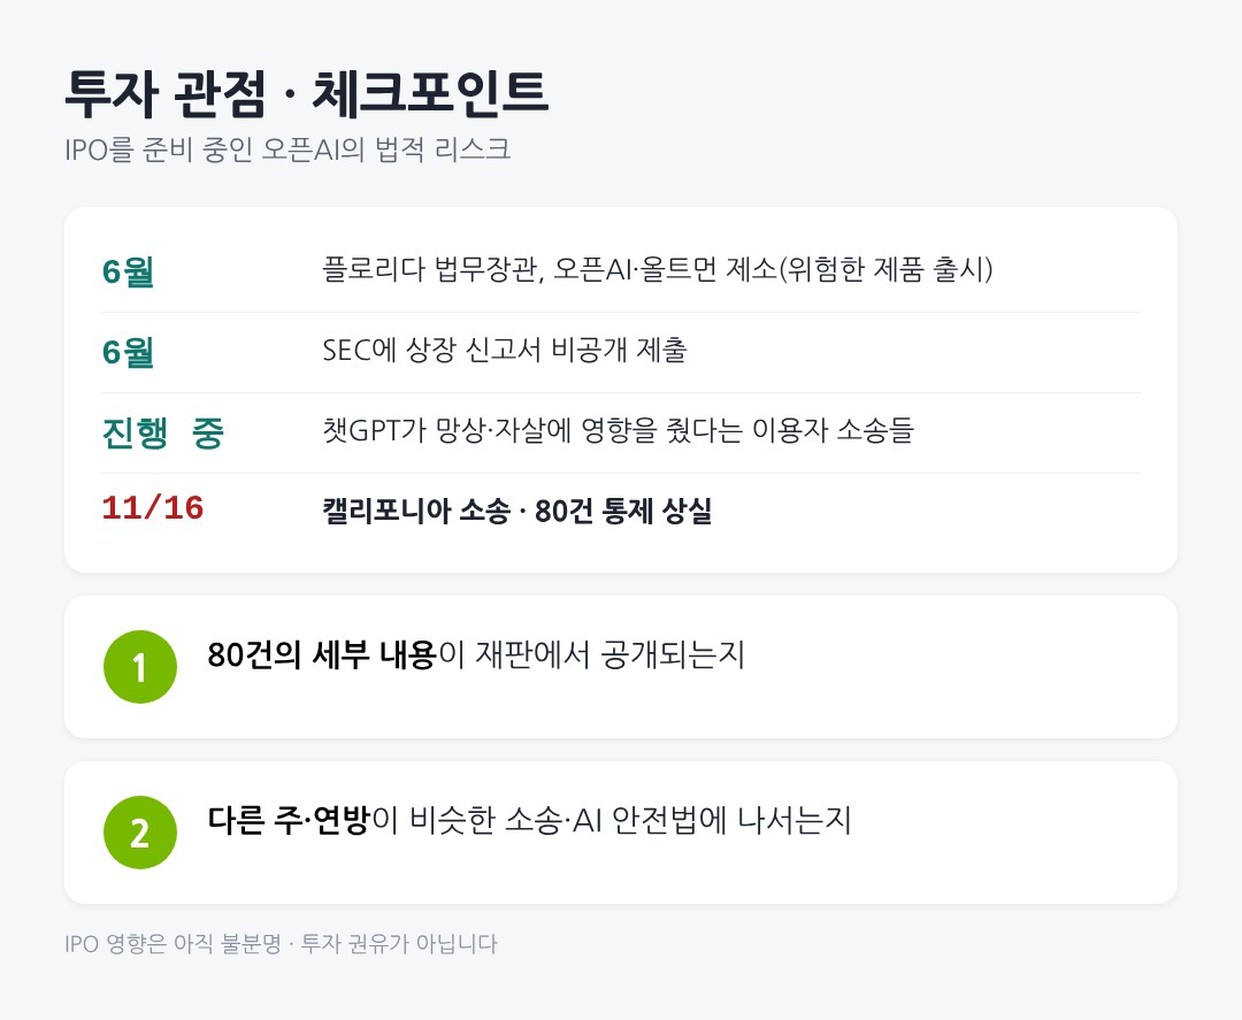 투자 관점 · 체크포인트
IPO를 준비 중인 오픈AI의 법적 리스크
6월 플로리다 법무장관, 오픈AI·올트먼 제소(위험한 제품 출시)
6월 SEC에 상장 신고서 비공개 제출
진행 중 챗GPT가 망상·자살에 영향을 줬다는 이용자 소송들
11/16 캘리포니아 소송 · 80건 통제 상실
1 80건의 세부 내용이 재판에서 공개되는지
2 다른 주·연방이 비슷한 소송·AI 안전법에 나서는지
IPO 영향은 아직 불분명 · 투자 권유가 아닙니다